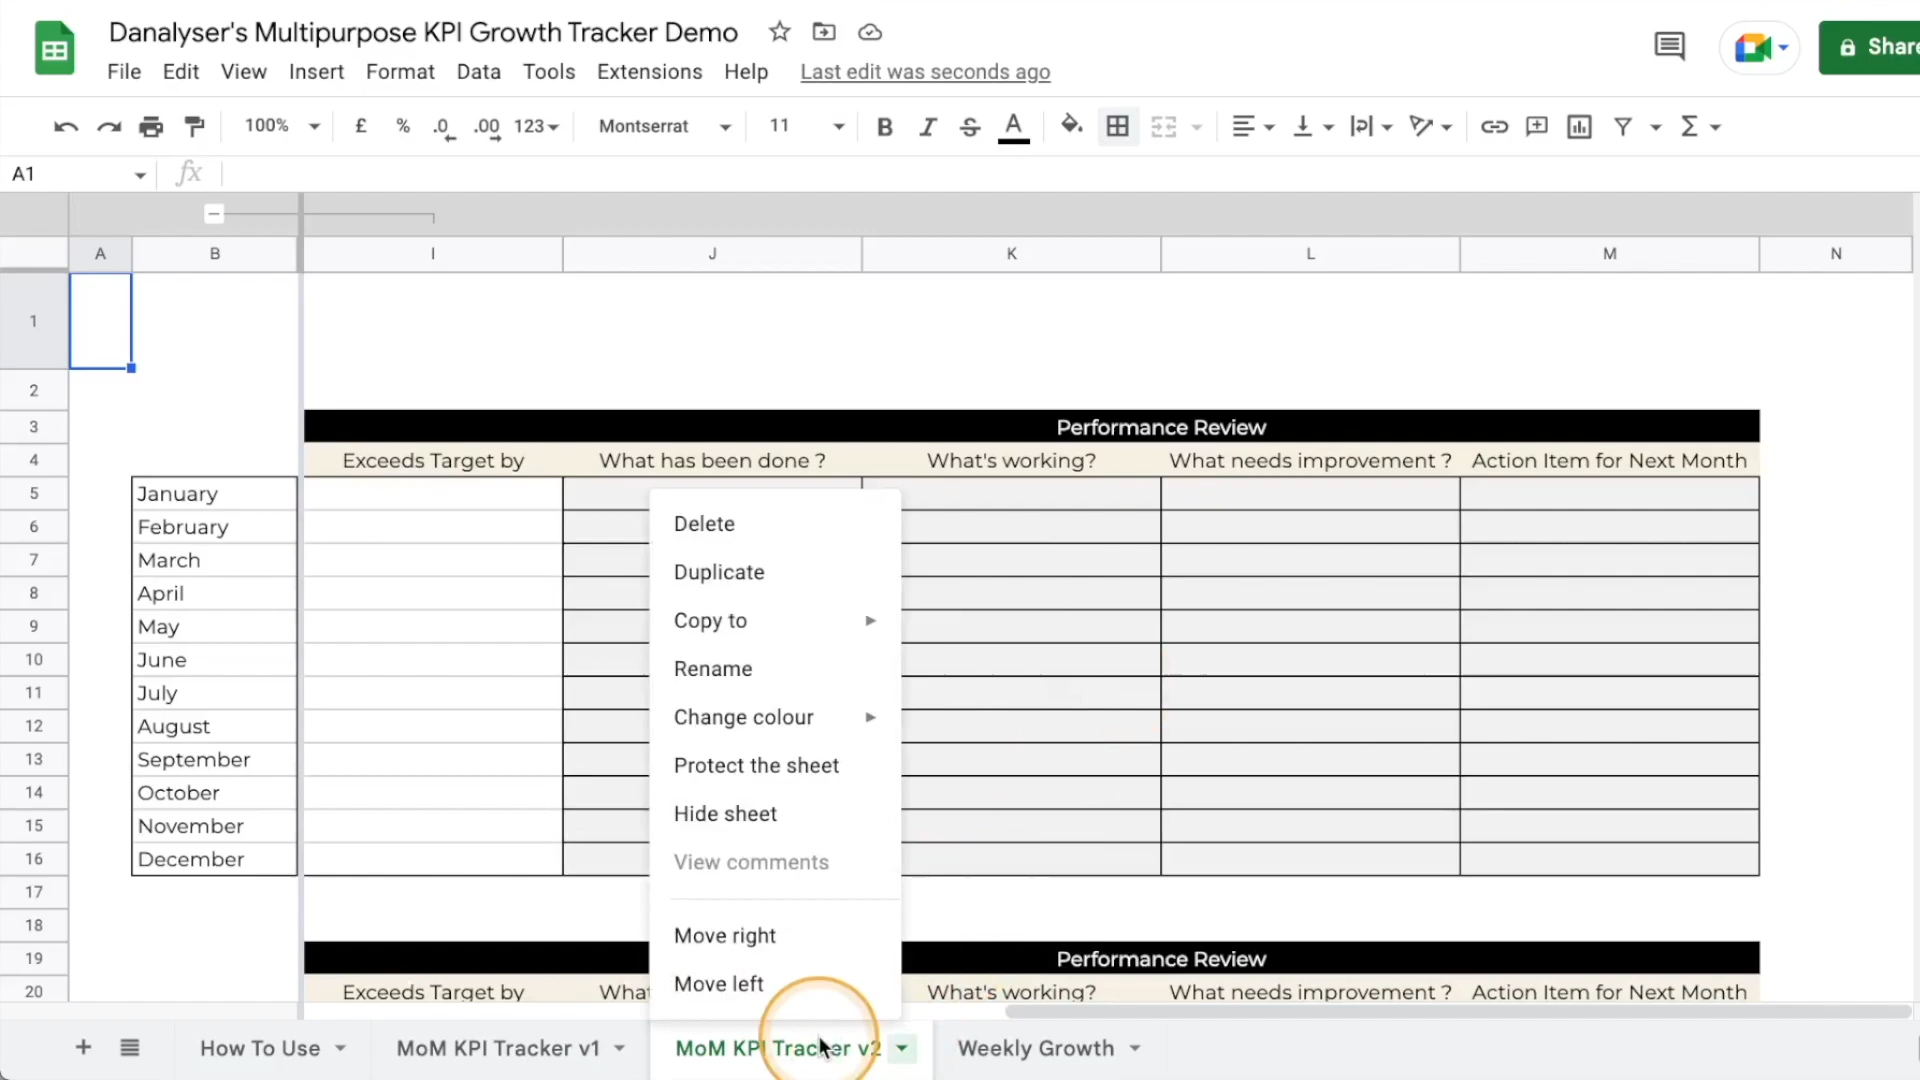 Danalyser's Multipurpose KPI Growth Tracker Demo
File Edit View Insert Format Data Tools Extensions Help Last edit was seconds ago
Share
100% £ % .0 .00 123 Montserrat 11 B I S A Σ
A1 fx
A B I J K L M N
1
2
3 Performance Review
4 Exceeds Target by What has been done ? What's working? What needs improvement ? Action Item for Next Month
5 January
6 February
7 March
8 April
9 May
10 June
11 July
12 August
13 September
14 October
15 November
16 December
17
18
19 Performance Review
20 Exceeds Target by What's working? What needs improvement ? Action Item for Next Month
Delete
Duplicate
Copy to
Rename
Change colour
Protect the sheet
Hide sheet
View comments
Move right
Move left
How To Use MoM KPI Tracker v1 MoM KPI Tracker v2 Weekly Growth